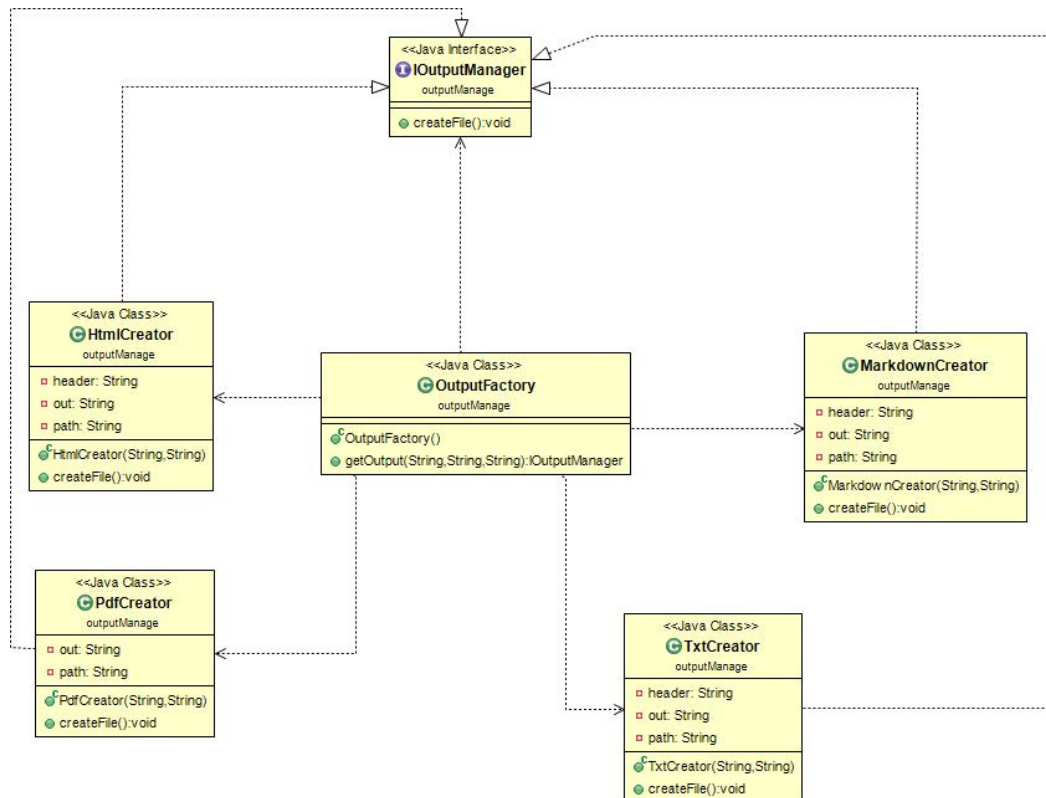 <<Java Interface>>
IOutputManager
outputManage
createFile():void
<<Java Class>>
HtmlCreator
outputManage
header: String
out: String
path: String
HtmlCreator(String,String)
createFile():void
<<Java Class>>
OutputFactory
outputManage
OutputFactory()
getOutput(String,String,String):IOutputManager
<<Java Class>>
MarkdownCreator
outputManage
header: String
out: String
path: String
MarkdownCreator(String,String)
createFile():void
<<Java Class>>
PdfCreator
outputManage
out: String
path: String
PdfCreator(String,String)
createFile():void
<<Java Class>>
TxtCreator
outputManage
header: String
out: String
path: String
TxtCreator(String,String)
createFile():void